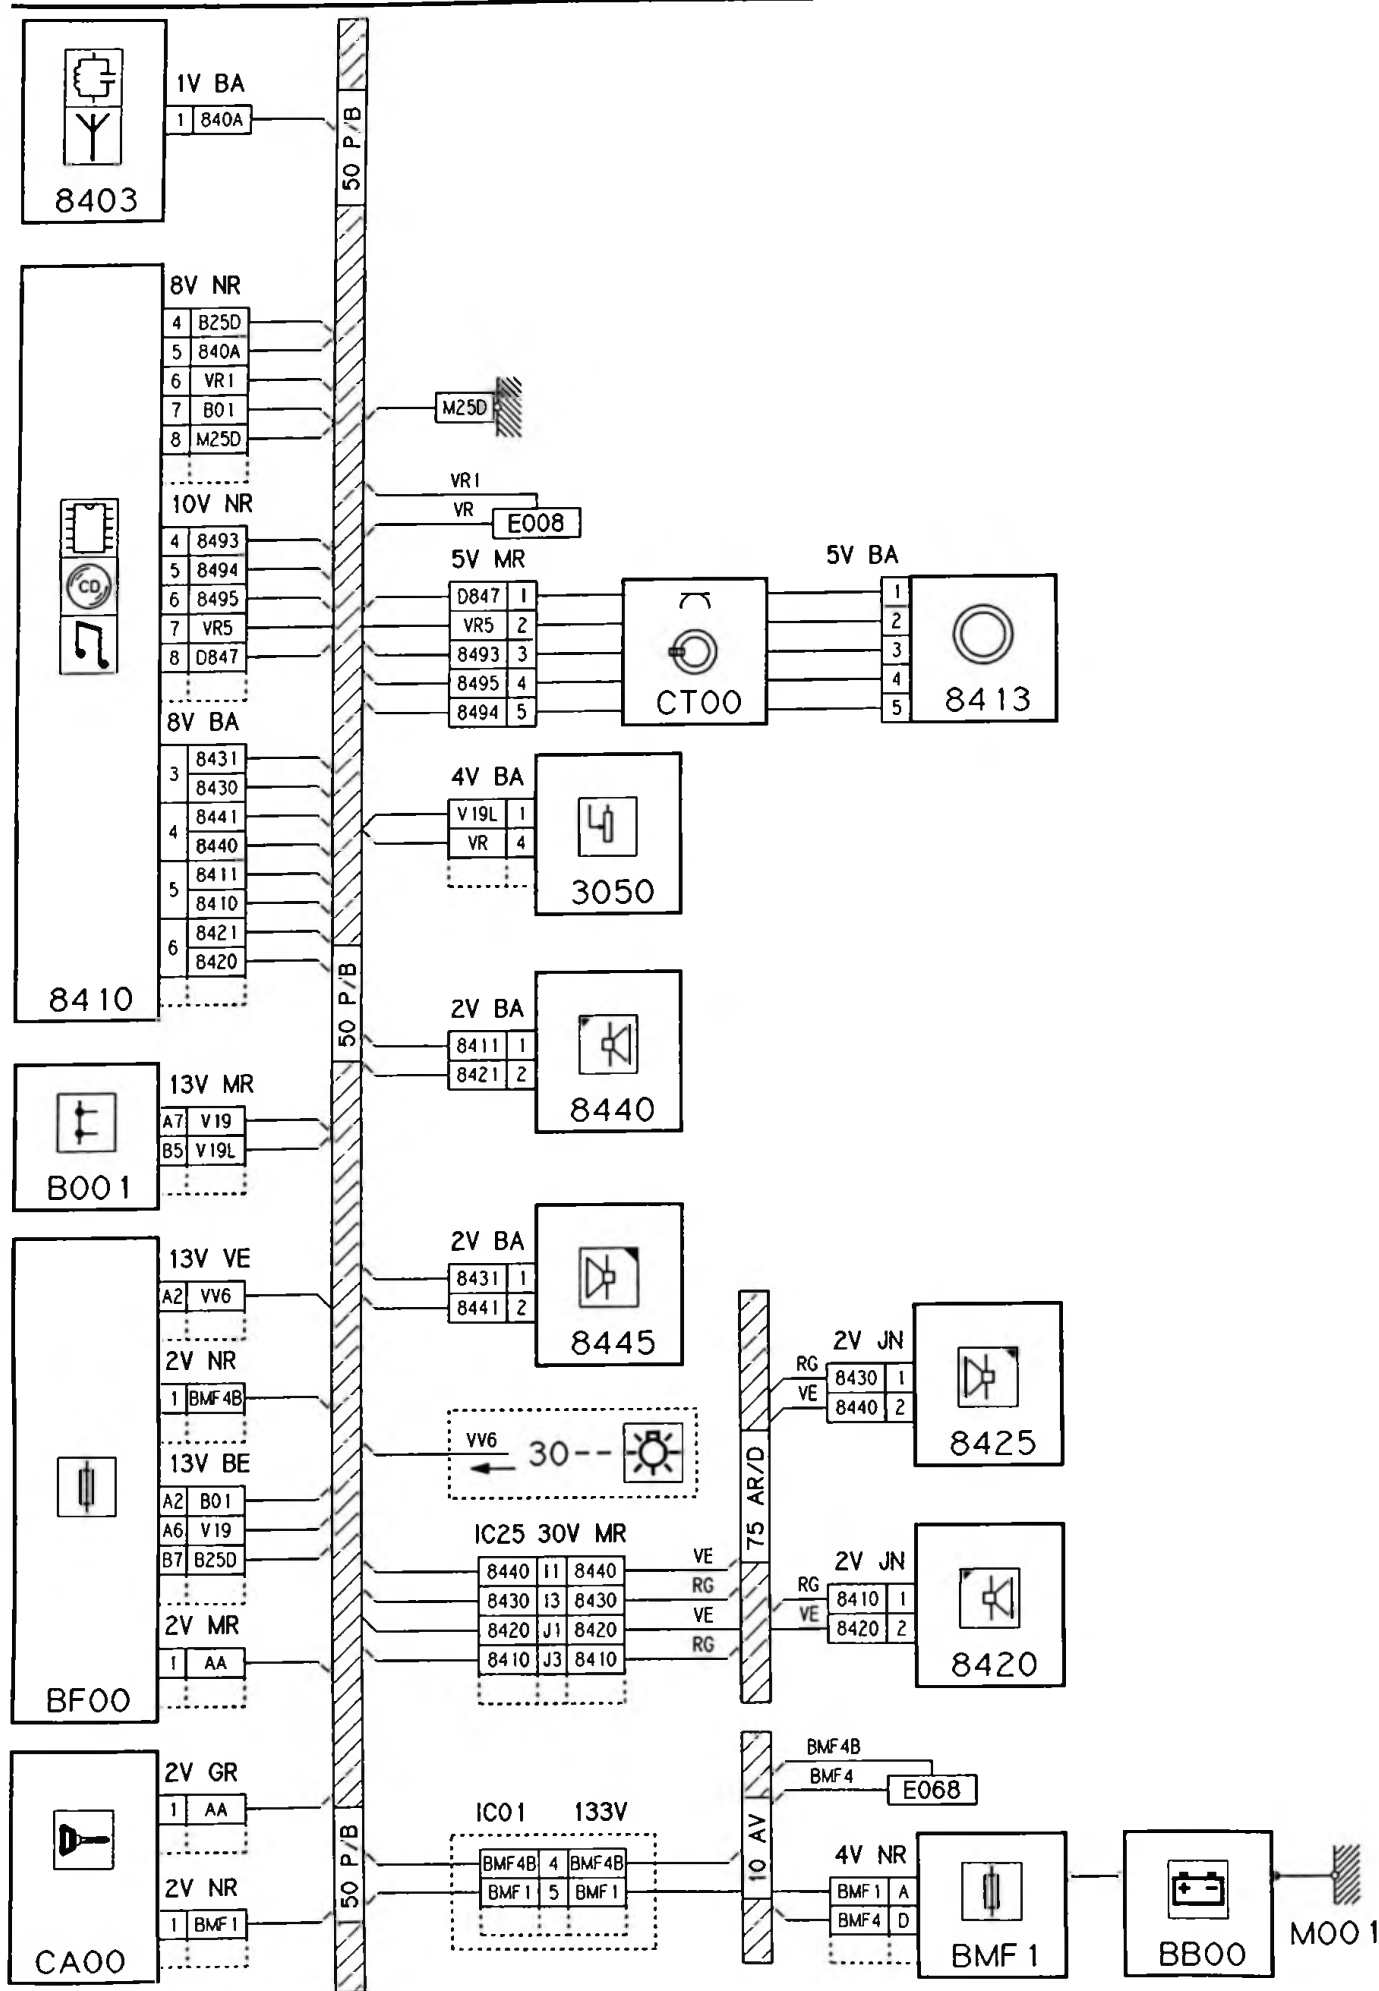 1V BA
1 840A
8403
50 P/B
8V NR
4 B25D
5 840A
6 VR1
7 B01
8 M25D
M25D
10V NR
4 8493
5 8494
6 8495
7 VR5
8 D847
CD
VR1
VR
E008
5V MR
D847 1
VR5 2
8493 3
8495 4
8494 5
CT00
5V BA
1
2
3
4
5
8413
8V BA
3 8431
8430
4 8441
8440
5 8411
8410
6 8421
8420
8410
4V BA
V19L 1
VR 4
3050
50 P/B
2V BA
8411 1
8421 2
8440
13V MR
A7 V19
B5 V19L
B001
2V BA
8431 1
8441 2
8445
13V VE
A2 VV6
2V NR
1 BMF4B
13V BE
A2 B01
A6 V19
B7 B25D
2V MR
1 AA
BF00
VV6
30--
75 AR/D
2V JN
RG 8430 1
VE 8440 2
8425
IC25 30V MR
8440 I1 8440 VE
8430 I3 8430 RG
8420 J1 8420 VE
8410 J3 8410 RG
2V JN
RG 8410 1
VE 8420 2
8420
2V GR
1 AA
2V NR
1 BMF1
CA00
50 P/B
IC01 133V
BMF4B 4 BMF4B
BMF1 5 BMF1
10 AV
BMF4B
BMF4
E068
4V NR
BMF1 A
BMF4 D
BMF1
+ -
BB00
M001